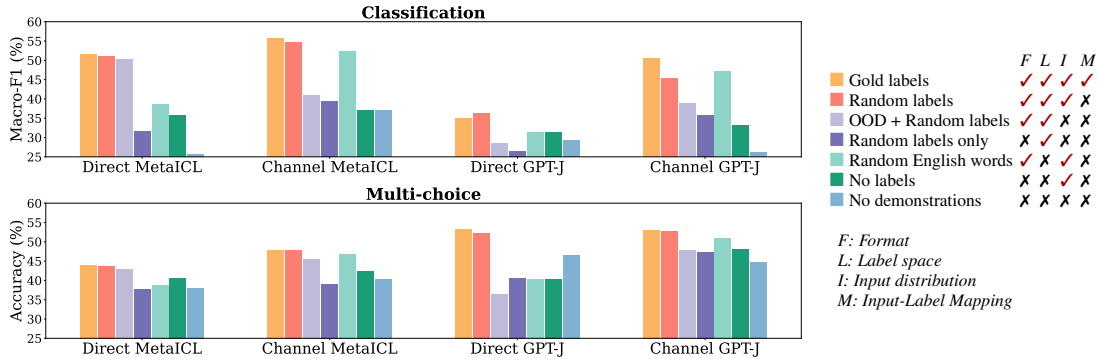 Classification
Macro-F1 (%)
60
55
50
45
40
35
30
25
Direct MetaICL Channel MetaICL Direct GPT-J Channel GPT-J
Multi-choice
Accuracy (%)
60
55
50
45
40
35
30
25
Direct MetaICL Channel MetaICL Direct GPT-J Channel GPT-J
F L I M
Gold labels ✓ ✓ ✓ ✓
Random labels ✓ ✓ ✓ ✗
OOD + Random labels ✓ ✓ ✗ ✗
Random labels only ✗ ✓ ✗ ✗
Random English words ✓ ✗ ✓ ✗
No labels ✗ ✗ ✓ ✗
No demonstrations ✗ ✗ ✗ ✗
F: Format
L: Label space
I: Input distribution
M: Input-Label Mapping